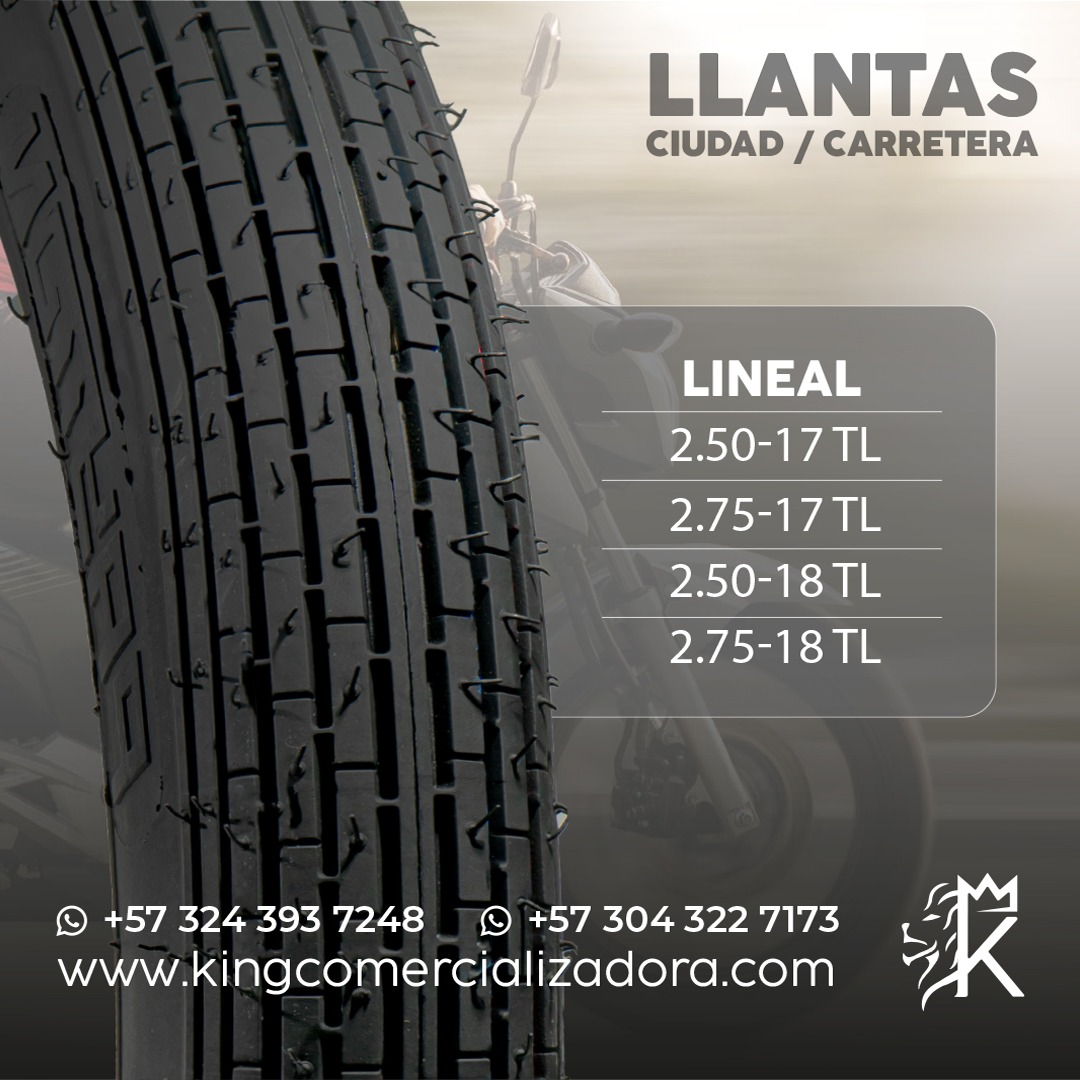 LLANTAS
CIUDAD / CARRETERA
LINEAL
2.50-17 TL
2.75-17 TL
2.50-18 TL
2.75-18 TL
+57 324 393 7248
+57 304 322 7173
www.kingcomercializadora.com
K